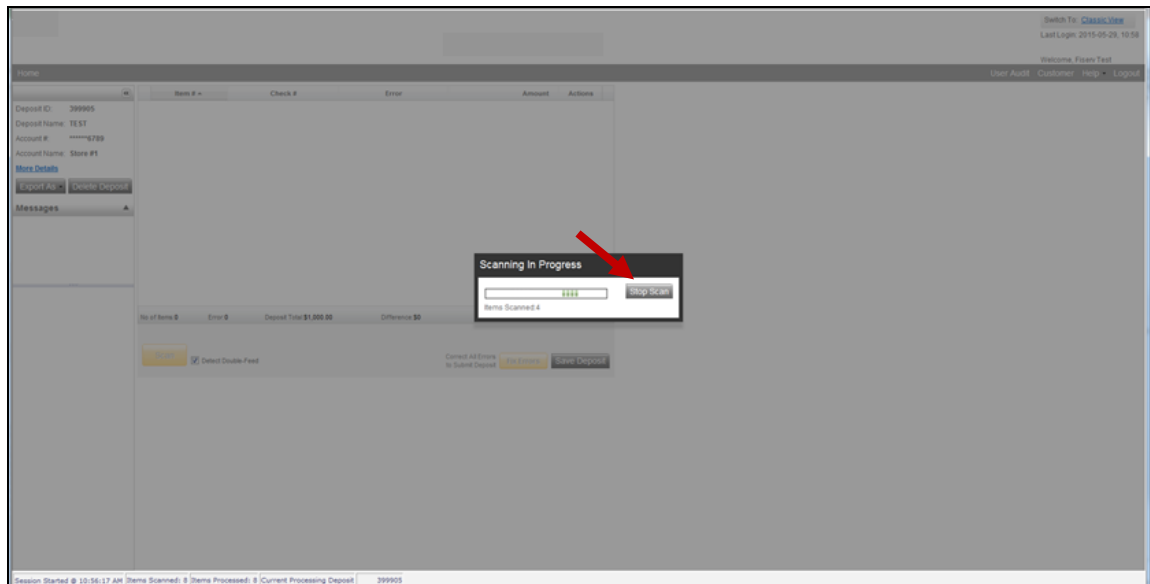 Switch To: Classic View
Last Login: 2015-05-29, 10:56
Welcome, Fiserv Test
Home
User Audit Customer Help Logout
Item # Check # Error Amount Actions
Deposit ID: 399905
Deposit Name: TEST
Account #: ******6789
Account Name: Store #1
More Details
Export As Delete Deposit
Messages
Scanning In Progress
Stop Scan
Items Scanned:4
No of Items 0 Error 0 Deposit Total $1,000.00 Difference $0
Detect Double-Feed
Correct All Errors
to Submit Deposit
Save Deposit
Session Started @ 10:56:17 AM Items Scanned: 8 Items Processed: 8 Current Processing Deposit 399905